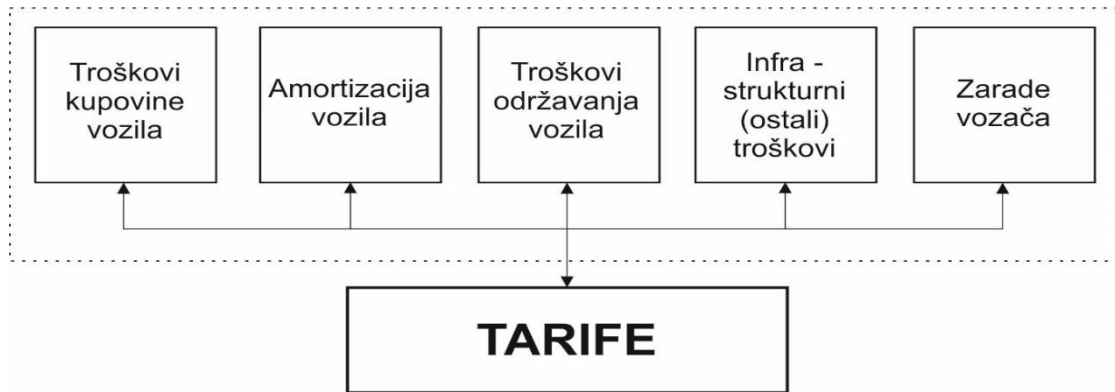 Troškovi
kupovine
vozila
Amortizacija
vozila
Troškovi
održavanja
vozila
Infra -
strukturni
(ostali)
troškovi
Zarade
vozača
TARIFE